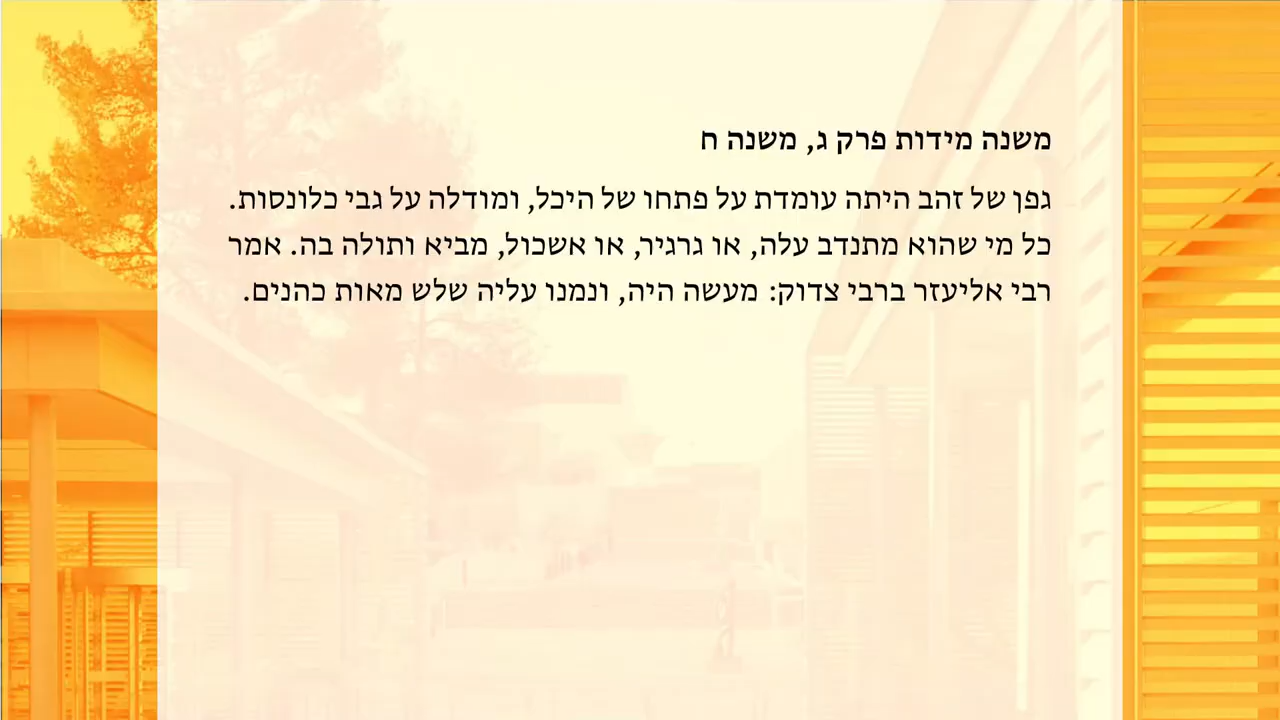 משנה מידות פרק ג, משנה ח
גפן של זהב היתה עומדת על פתחו של היכל, ומודלה על גבי כלונסות.
כל מי שהוא מתנדב עלה, או גרגיר, או אשכול, מביא ותולה בה. אמר
רבי אליעזר ברבי צדוק: מעשה היה, ונמנו עליה שלש מאות כהנים.